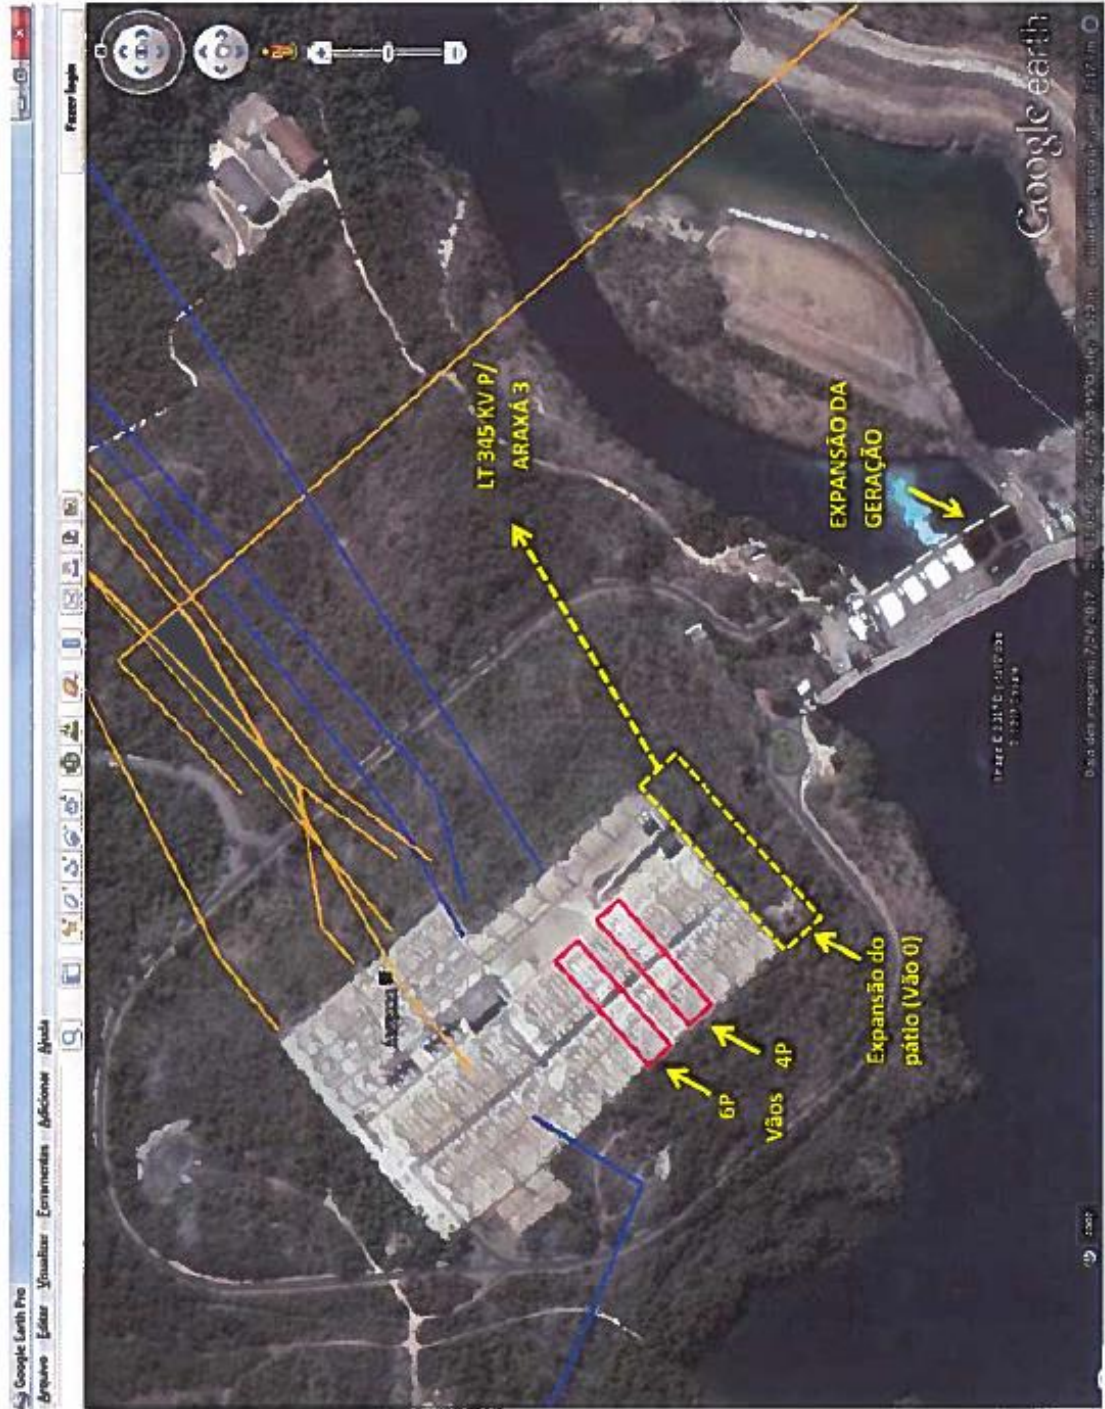 Google Earth Pro
Arquivo Editar Visualizar Ferramentas Adicionar Ajuda
Fazer login
N
LT 345 KV P/
ARAXÁ 3
EXPANSÃO DA
GERAÇÃO
6P
4P
Vãos
Expansão do
pátio (Vão 0)
Google earth
2007